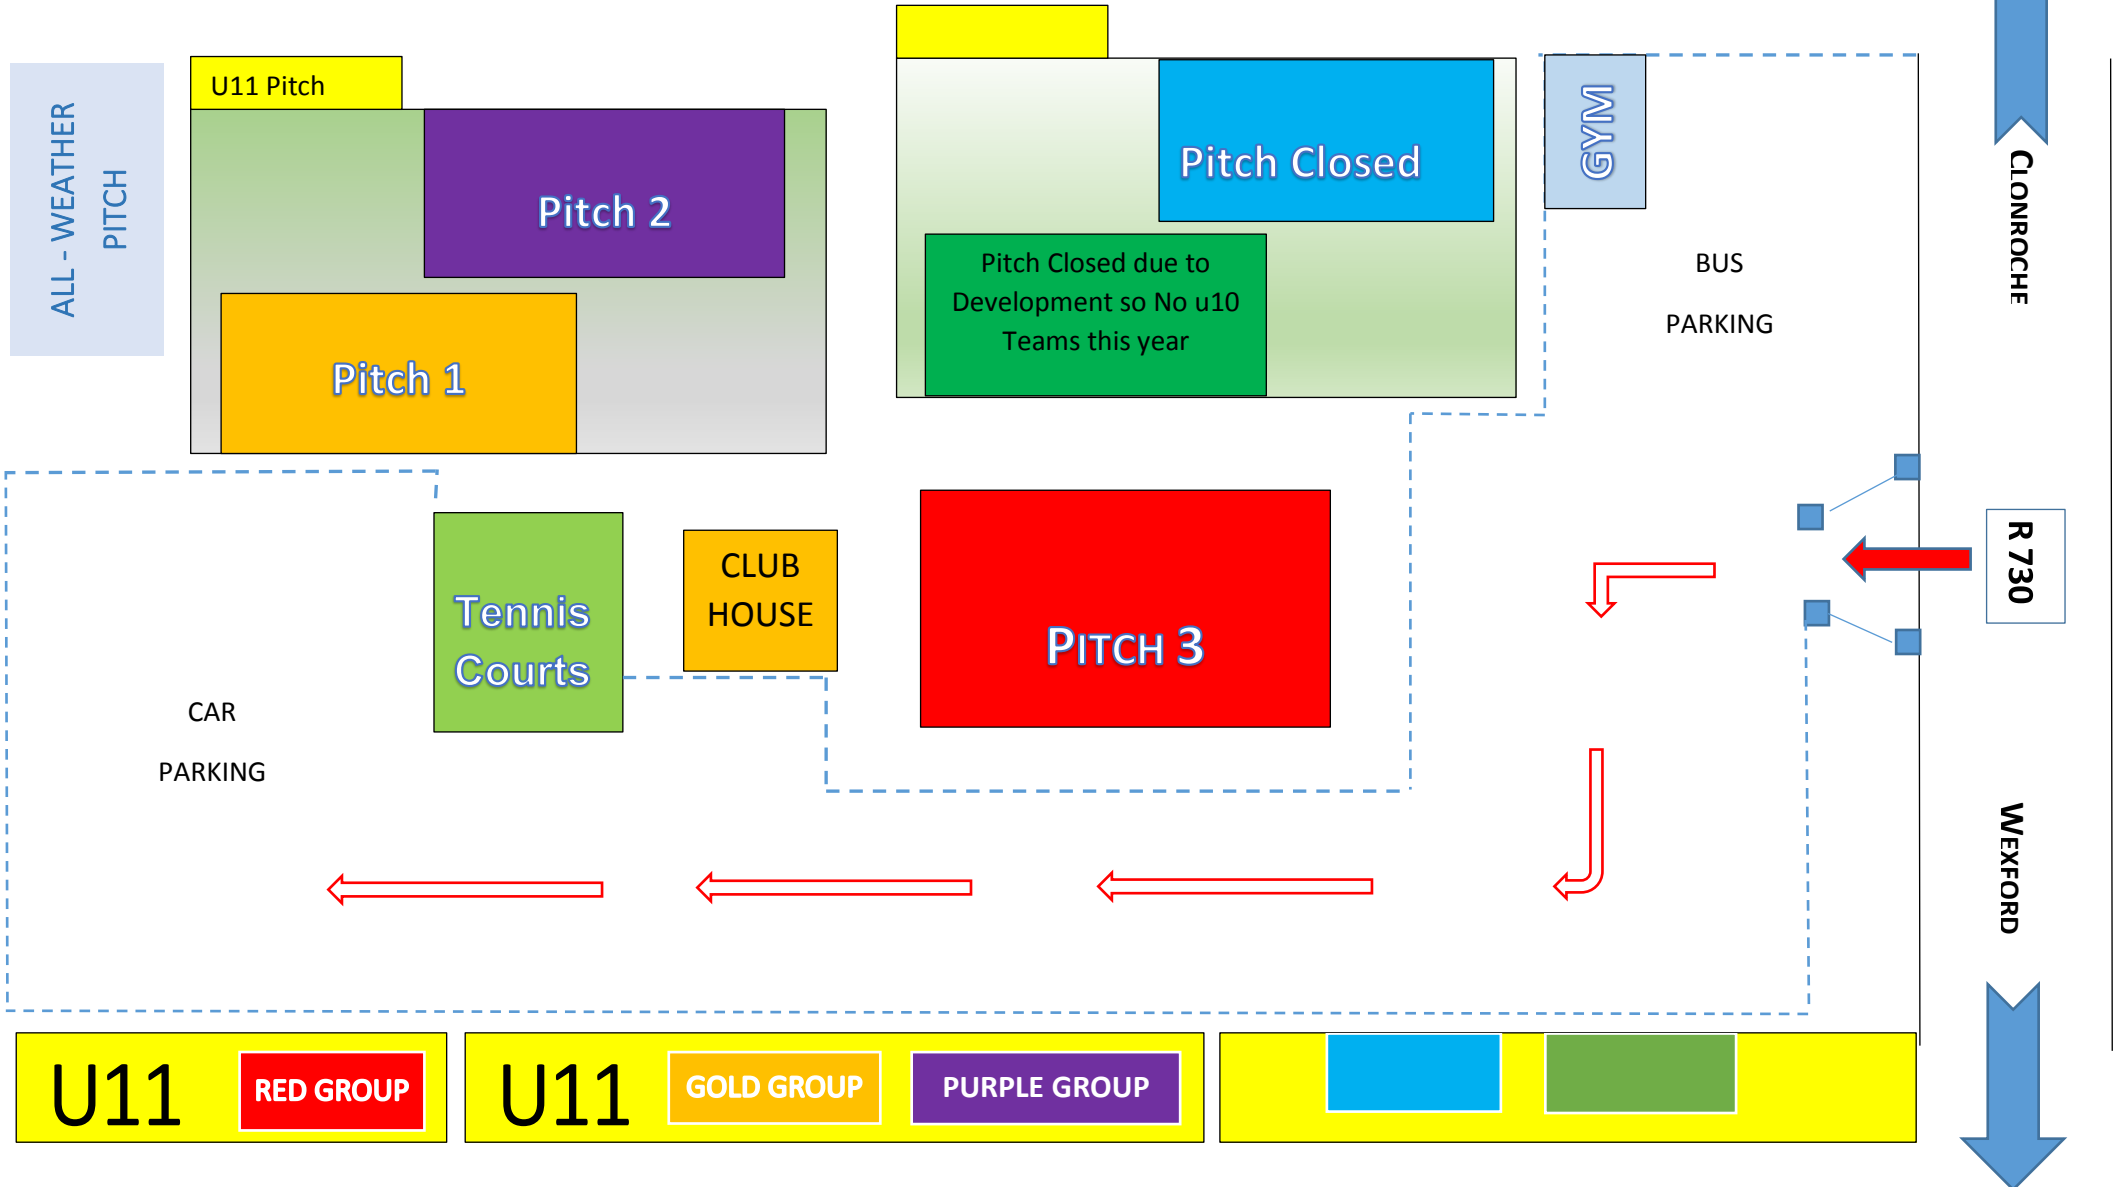 ALL - WEATHER
PITCH
U11 Pitch
Pitch 2
Pitch 1
Pitch Closed
Pitch Closed due to
Development so No u10
Teams this year
GYM
BUS
PARKING
CLONROCHE
R 730
WEXFORD
Tennis
Courts
CLUB
HOUSE
PITCH 3
CAR
PARKING
U11
RED GROUP
U11
GOLD GROUP
PURPLE GROUP